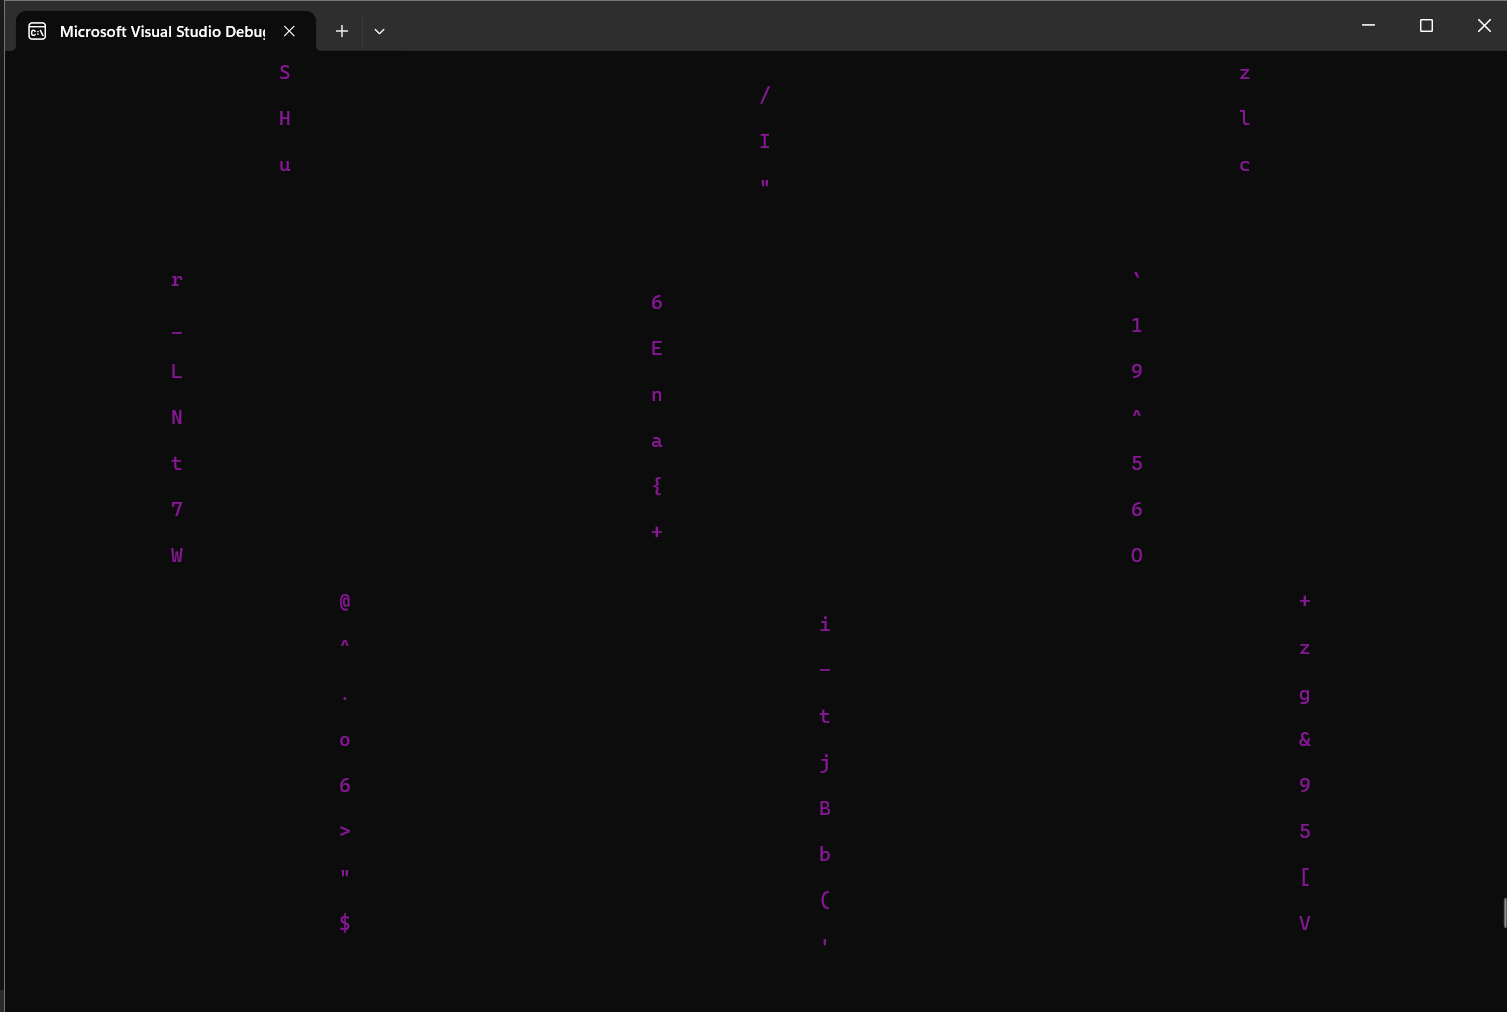 Microsoft Visual Studio Debu
S z
/
H l
I
u c
"
r `
6
_ 1
E
L 9
n
N ^
a
t 5
{
7 6
+
W O
@ +
i
^ z
-
. g
t
o &
j
6 9
B
> 5
b
" [
(
$ V
'